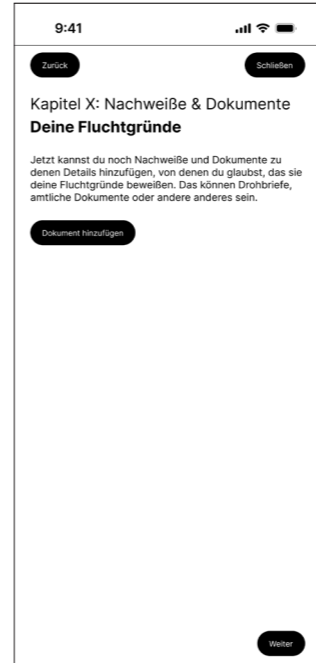 9:41
Zurück
Schließen
Kapitel X: Nachweiße & Dokumente
Deine Fluchtgründe
Jetzt kannst du noch Nachweiße und Dokumente zu
denen Details hinzufügen, von denen du glaubst, das sie
deine Fluchtgründe beweißen. Das können Drohbriefe,
amtliche Dokumente oder andere anderes sein.
Dokument hinzufügen
Weiter